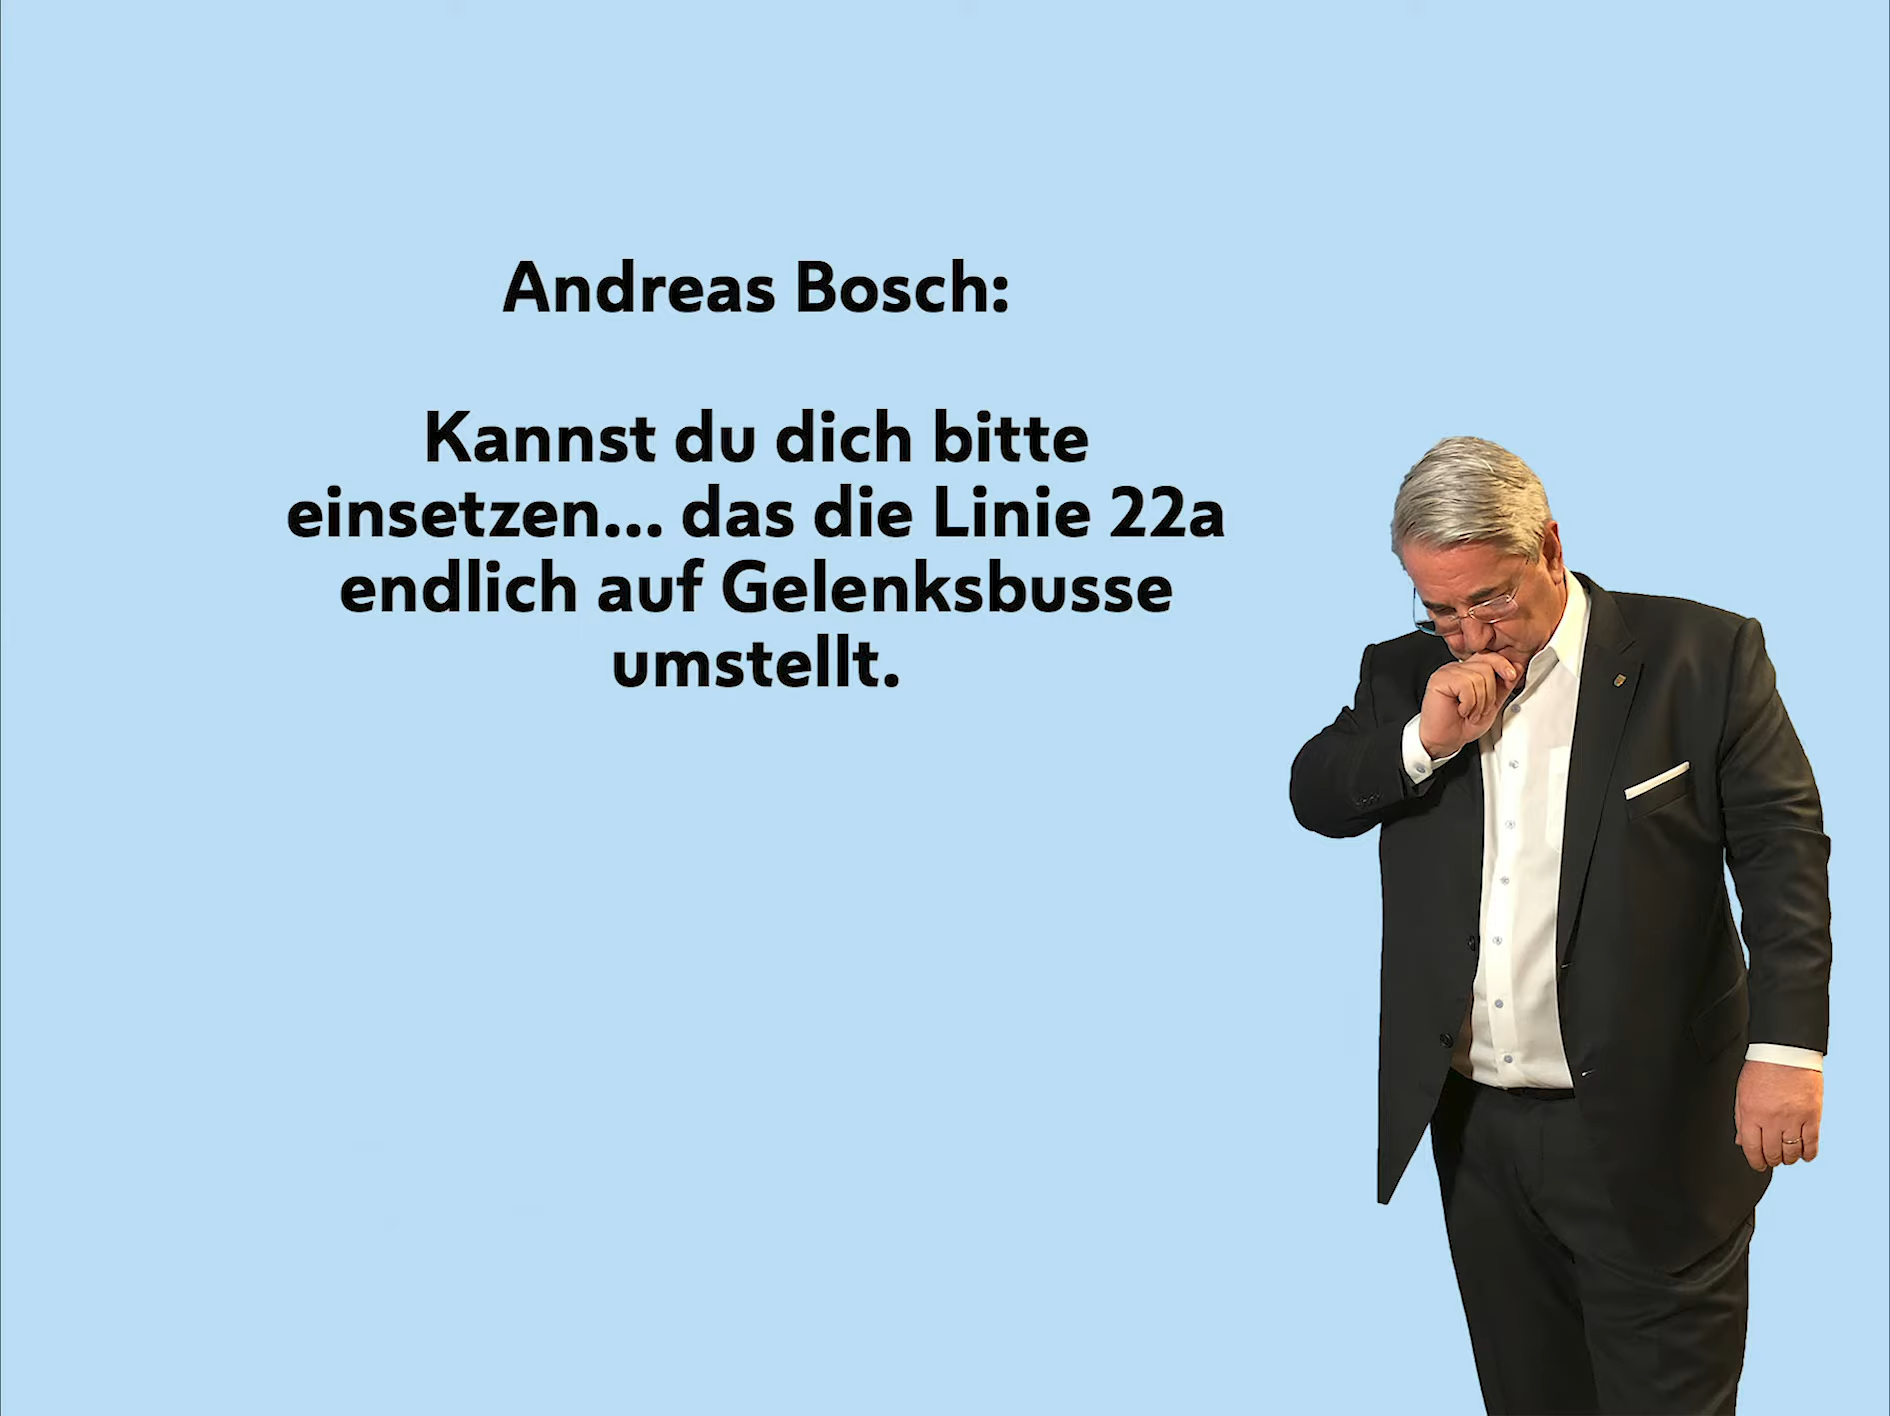 Andreas Bosch:
Kannst du dich bitte
einsetzen... das die Linie 22a
endlich auf Gelenksbusse
umstellt.